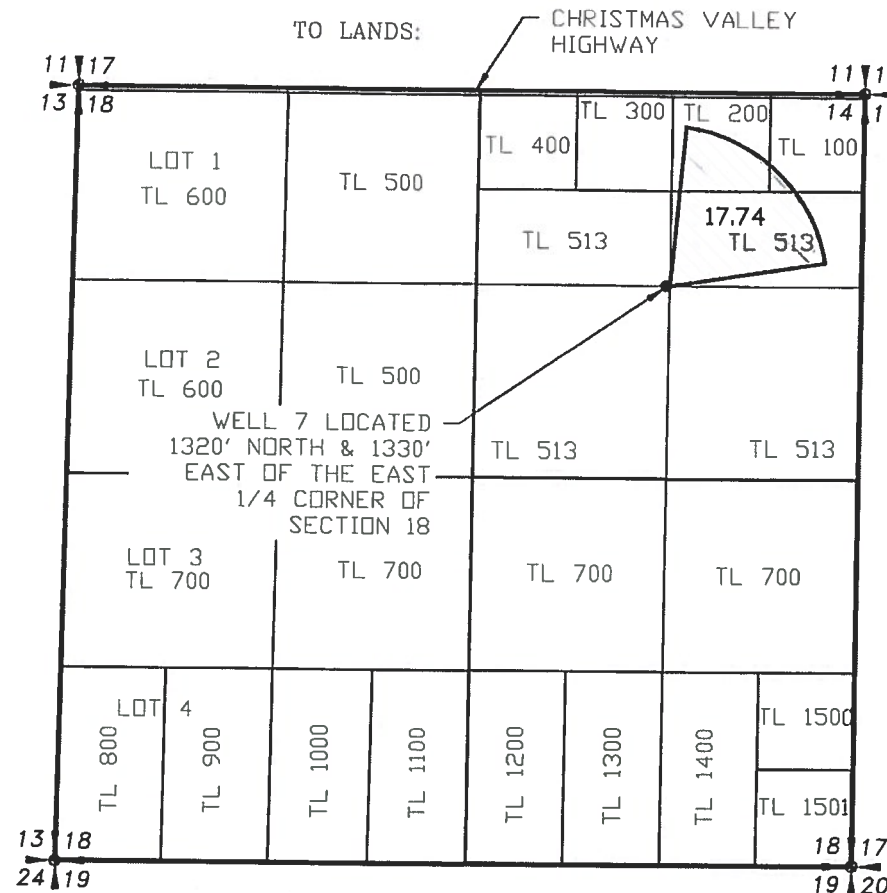 TO LANDS:
CHRISTMAS VALLEY
HIGHWAY
11 17
13 18
11 1
14 1
LOT 1
TL 600
TL 500
TL 400
TL 300
TL 200
TL 100
TL 513
17.74
TL 513
LOT 2
TL 600
TL 500
WELL 7 LOCATED
1320' NORTH & 1330'
EAST OF THE EAST
1/4 CORNER OF
SECTION 18
TL 513
TL 513
LOT 3
TL 700
TL 700
TL 700
TL 700
LOT 4
TL 800
TL 900
TL 1000
TL 1100
TL 1200
TL 1300
TL 1400
TL 1500
TL 1501
13 18
24 19
18 17
19 20